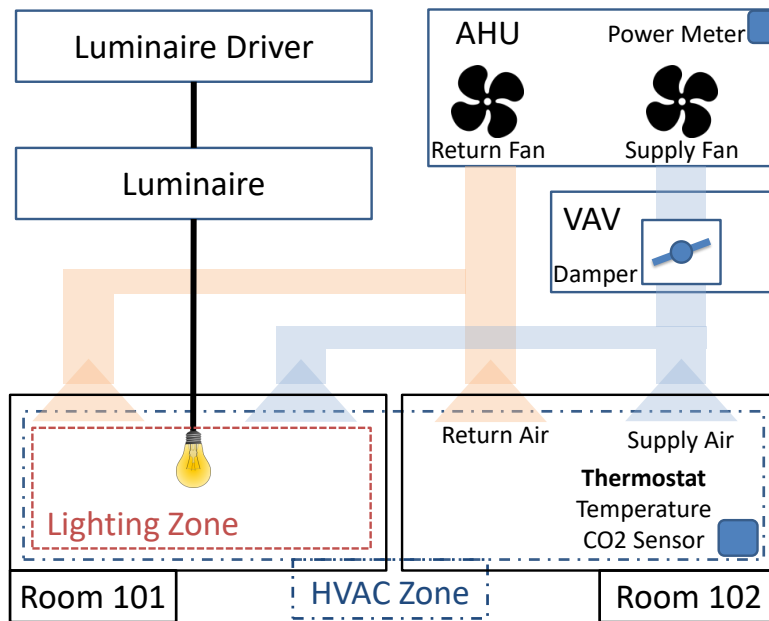 Luminaire Driver
AHU
Power Meter
Return Fan
Supply Fan
Luminaire
VAV
Damper
Return Air
Supply Air
Thermostat
Temperature
CO2 Sensor
Lighting Zone
Room 101
HVAC Zone
Room 102